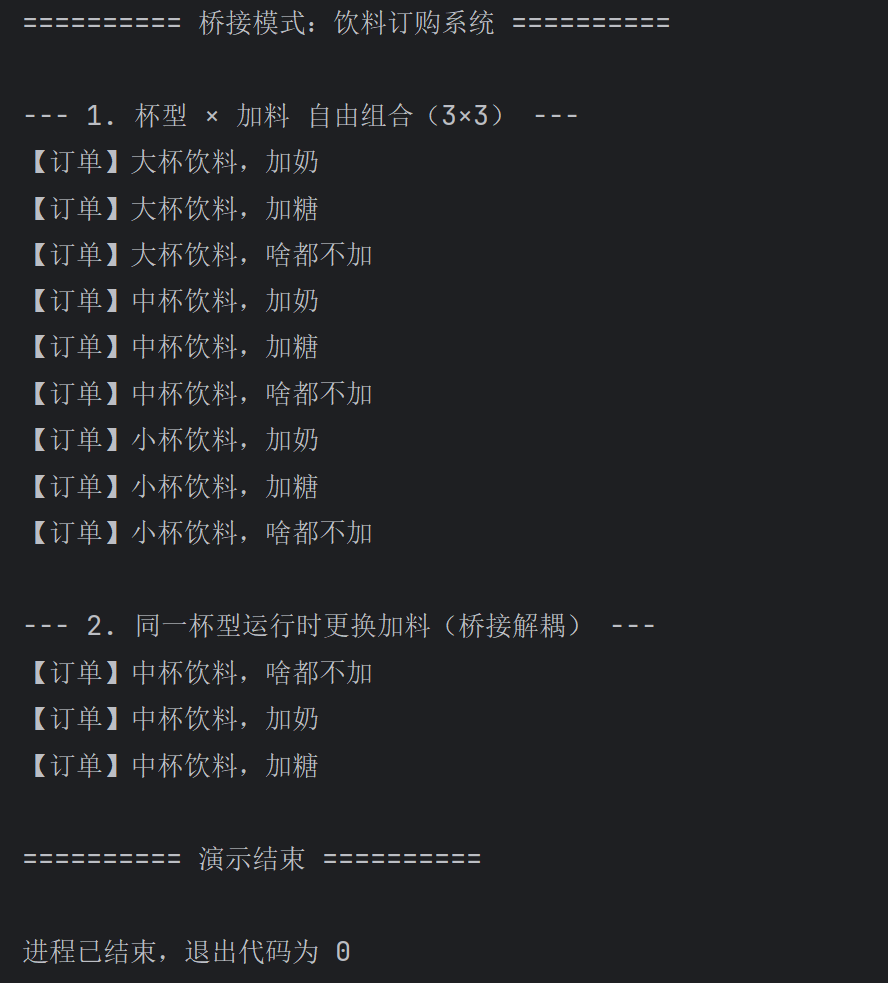 ========== 桥接模式：饮料订购系统 ==========
--- 1. 杯型 × 加料 自由组合（3×3） ---
【订单】大杯饮料，加奶
【订单】大杯饮料，加糖
【订单】大杯饮料，啥都不加
【订单】中杯饮料，加奶
【订单】中杯饮料，加糖
【订单】中杯饮料，啥都不加
【订单】小杯饮料，加奶
【订单】小杯饮料，加糖
【订单】小杯饮料，啥都不加
--- 2. 同一杯型运行时更换加料（桥接解耦） ---
【订单】中杯饮料，啥都不加
【订单】中杯饮料，加奶
【订单】中杯饮料，加糖
========== 演示结束 ==========
进程已结束，退出代码为 0